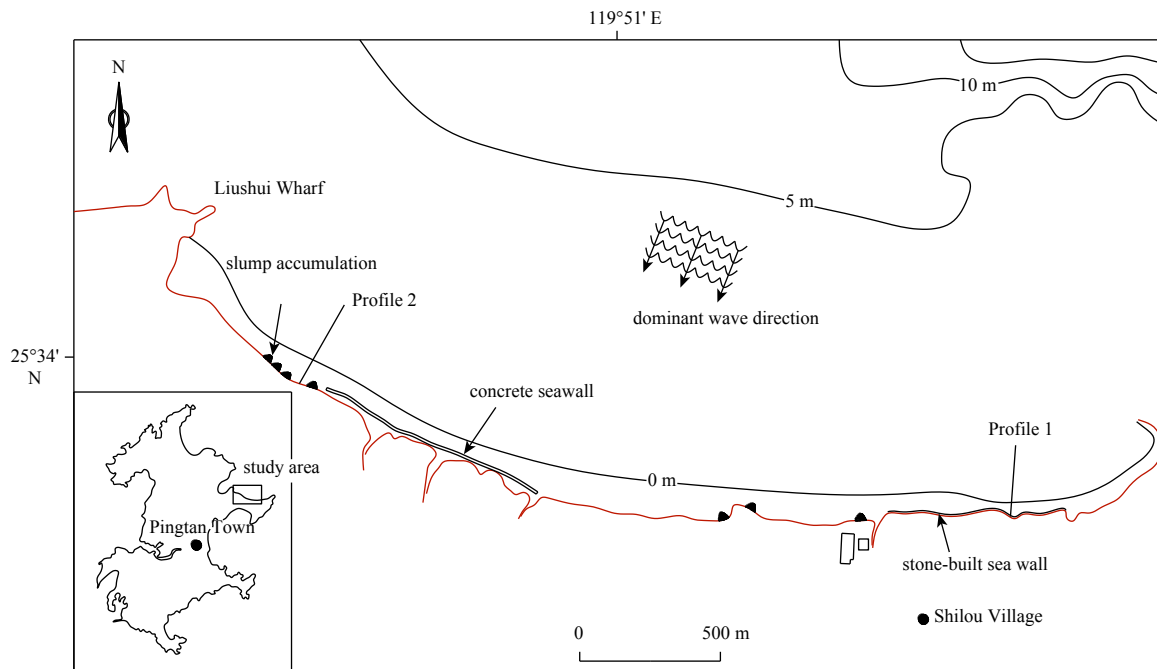 119°51' E
N
10 m
Liushui Wharf
5 m
slump accumulation
Profile 2
dominant wave direction
25°34'
N
concrete seawall
Profile 1
study area
0 m
Pingtan Town
stone-built sea wall
Shilou Village
0 500 m